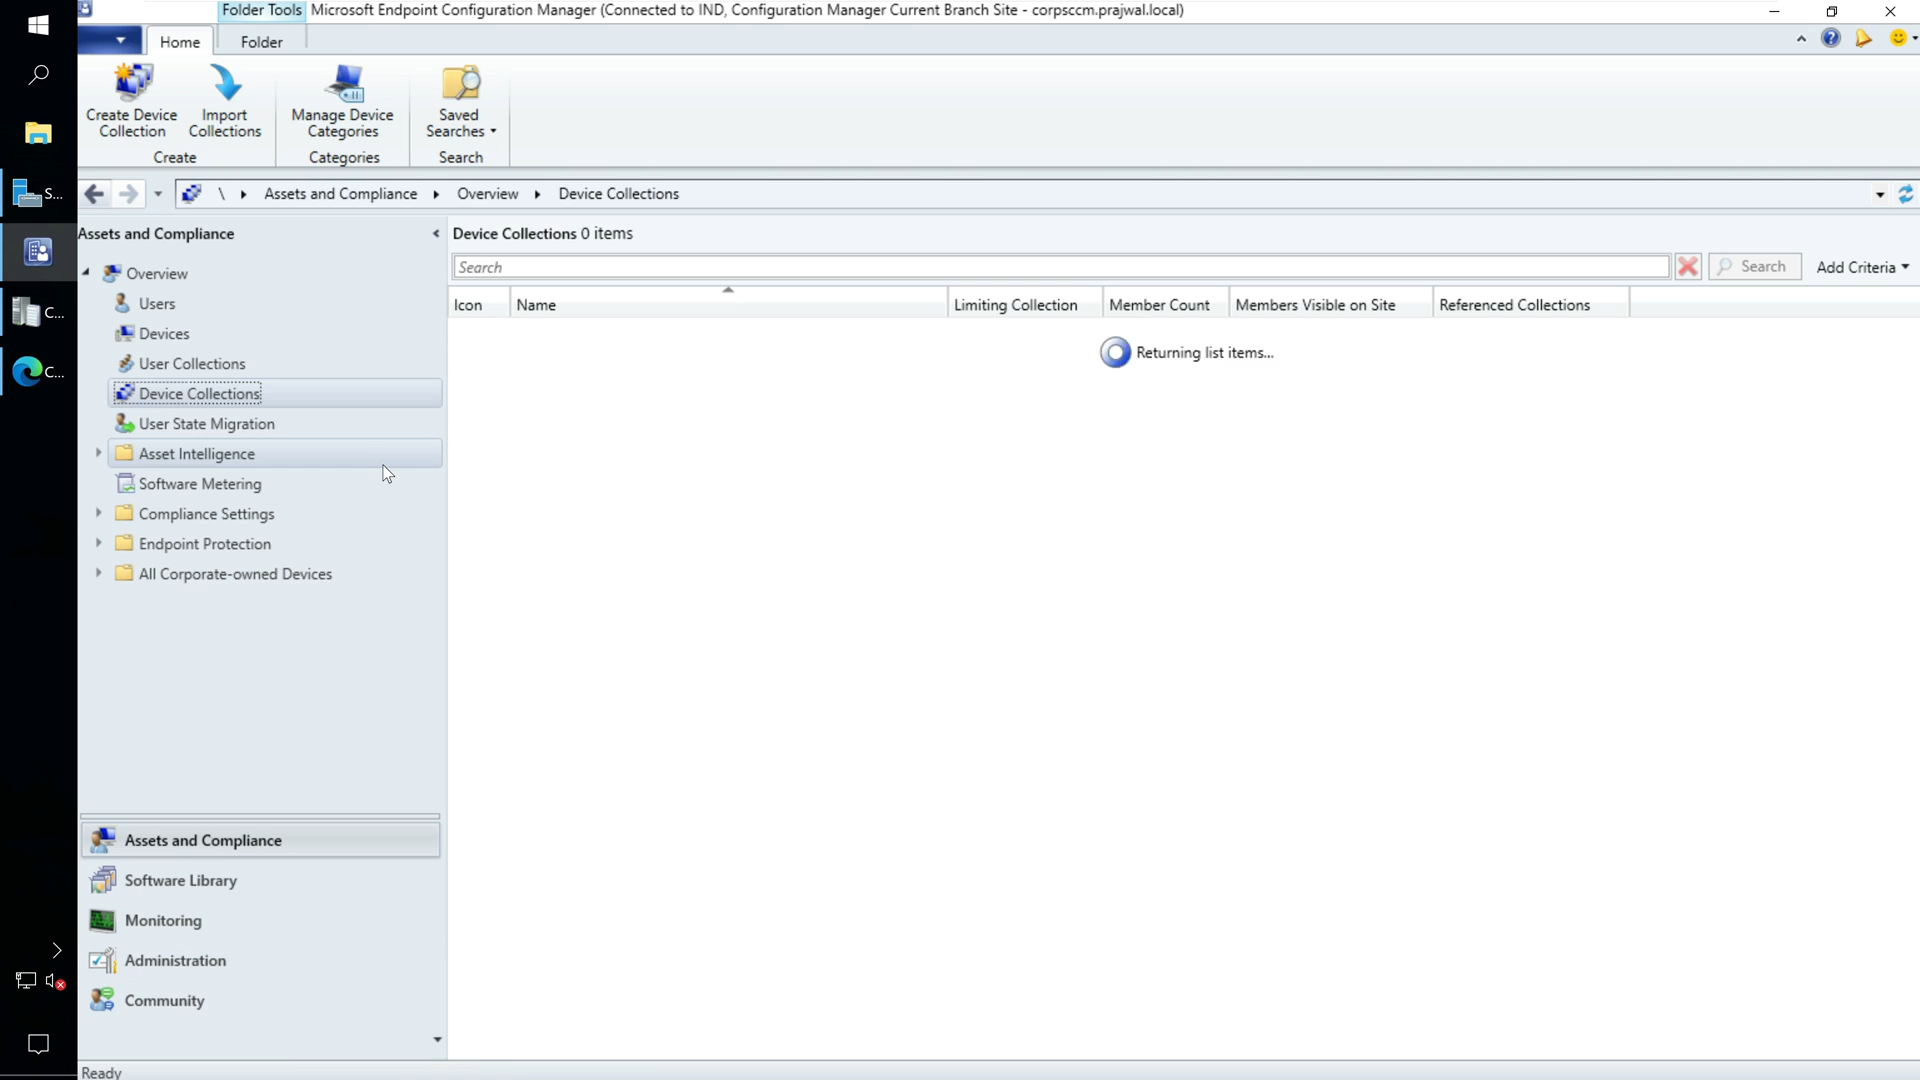 Folder Tools Microsoft Endpoint Configuration Manager (Connected to IND, Configuration Manager Current Branch Site - corpsccm.prajwal.local)
Home Folder
Create Device Collection
Import Collections
Manage Device Categories
Saved Searches
Create Categories Search
\ Assets and Compliance Overview Device Collections
S...
C...
C...
Assets and Compliance
Overview
Users
Devices
User Collections
Device Collections
User State Migration
Asset Intelligence
Software Metering
Compliance Settings
Endpoint Protection
All Corporate-owned Devices
Assets and Compliance
Software Library
Monitoring
Administration
Community
Device Collections 0 items
Search Search Add Criteria
Icon Name Limiting Collection Member Count Members Visible on Site Referenced Collections
Returning list items...
Ready